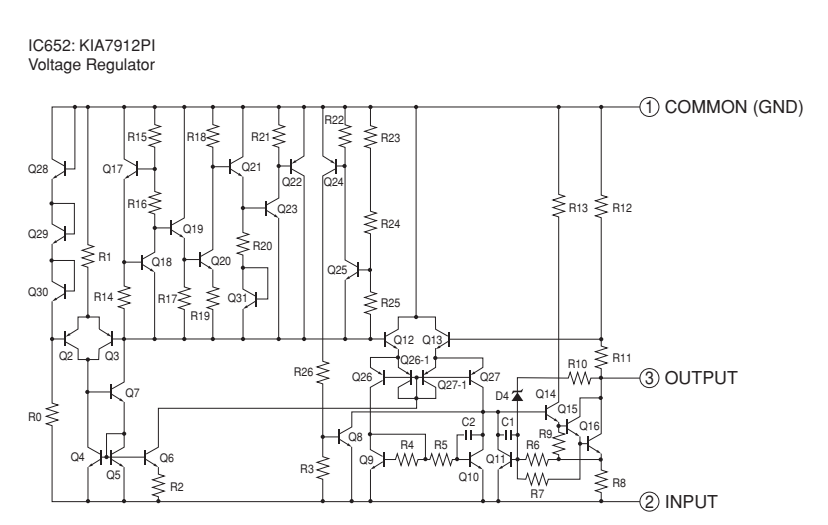 IC652: KIA7912PI
Voltage Regulator
① COMMON (GND)
R15 R18 R21 R22 R23
Q28 Q17 Q21 Q22 Q24
R16 R13 R12
Q29 Q19 Q23 R24
R1 Q18 Q20 R20 Q25
Q30 R14 R17 R19 Q31 R25
Q2 Q3 Q12 Q13
Q26-1 R11
R26 Q26 Q27-1 Q27 R10 ③ OUTPUT
Q7 D4 Q14
R0 Q8 C2 C1 Q15 Q16
Q4 Q5 Q6 Q9 R4 R5 Q11 R6 R9
R2 R3 Q10 R7 R8
② INPUT